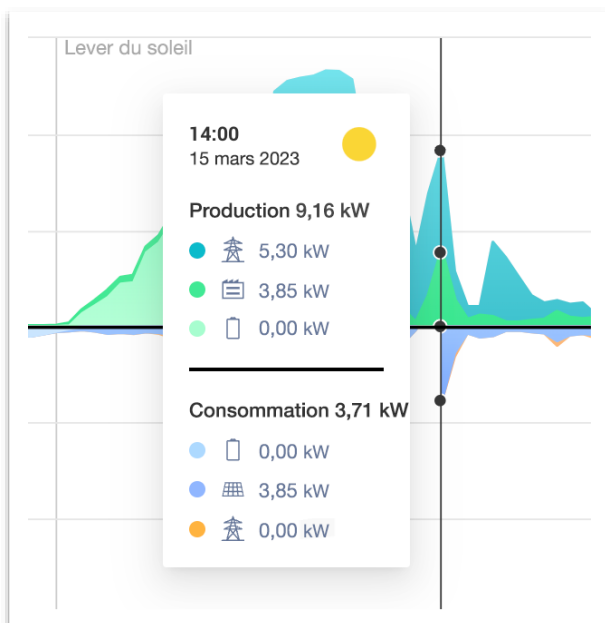 Lever du soleil
14:00
15 mars 2023
Production 9,16 kW
5,30 kW
3,85 kW
0,00 kW
Consommation 3,71 kW
0,00 kW
3,85 kW
0,00 kW